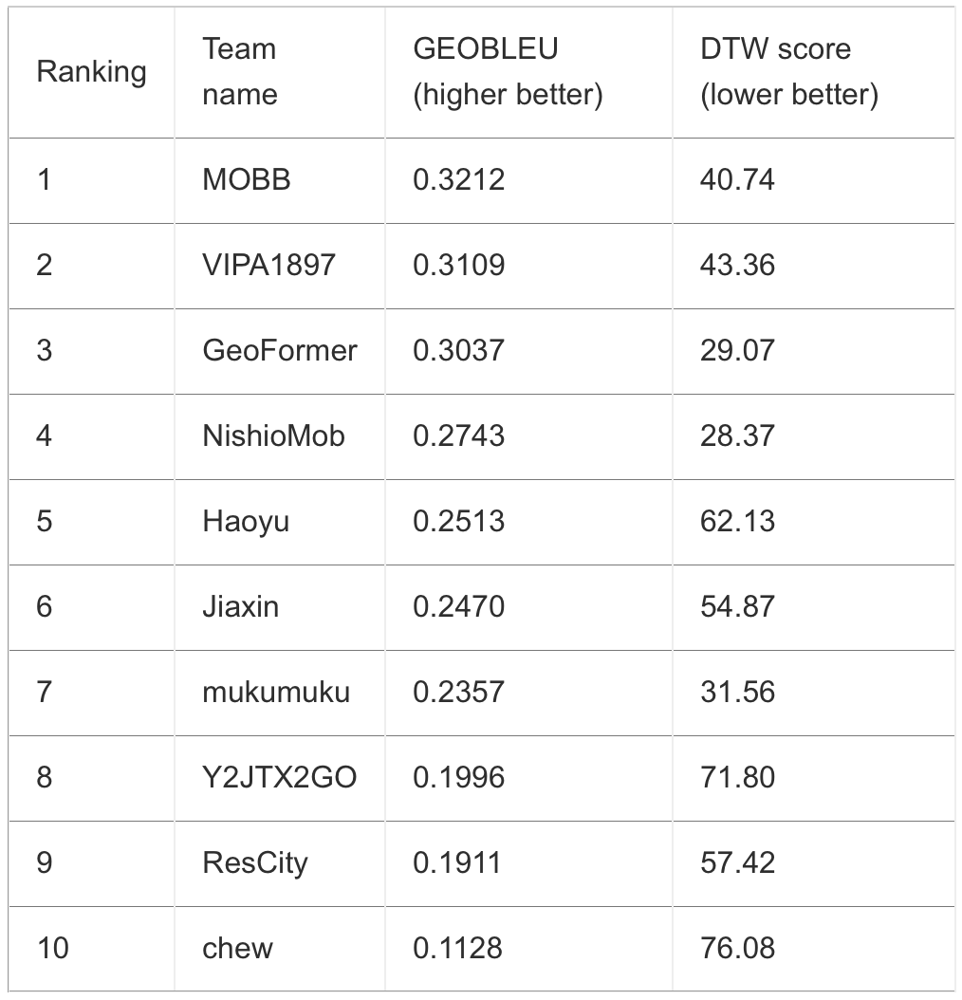 Ranking Team name GEOBLEU (higher better) DTW score (lower better)
1 MOBB 0.3212 40.74
2 VIPA1897 0.3109 43.36
3 GeoFormer 0.3037 29.07
4 NishioMob 0.2743 28.37
5 Haoyu 0.2513 62.13
6 Jiaxin 0.2470 54.87
7 mukumuku 0.2357 31.56
8 Y2JTX2GO 0.1996 71.80
9 ResCity 0.1911 57.42
10 chew 0.1128 76.08